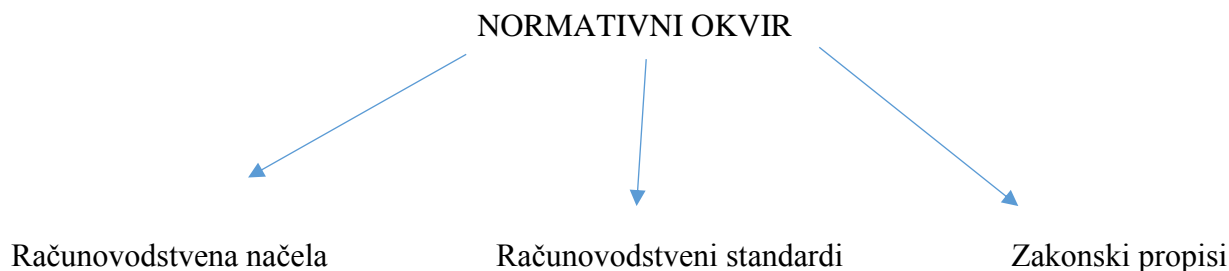 NORMATIVNI OKVIR
Računovodstvena načela Računovodstveni standardi Zakonski propisi